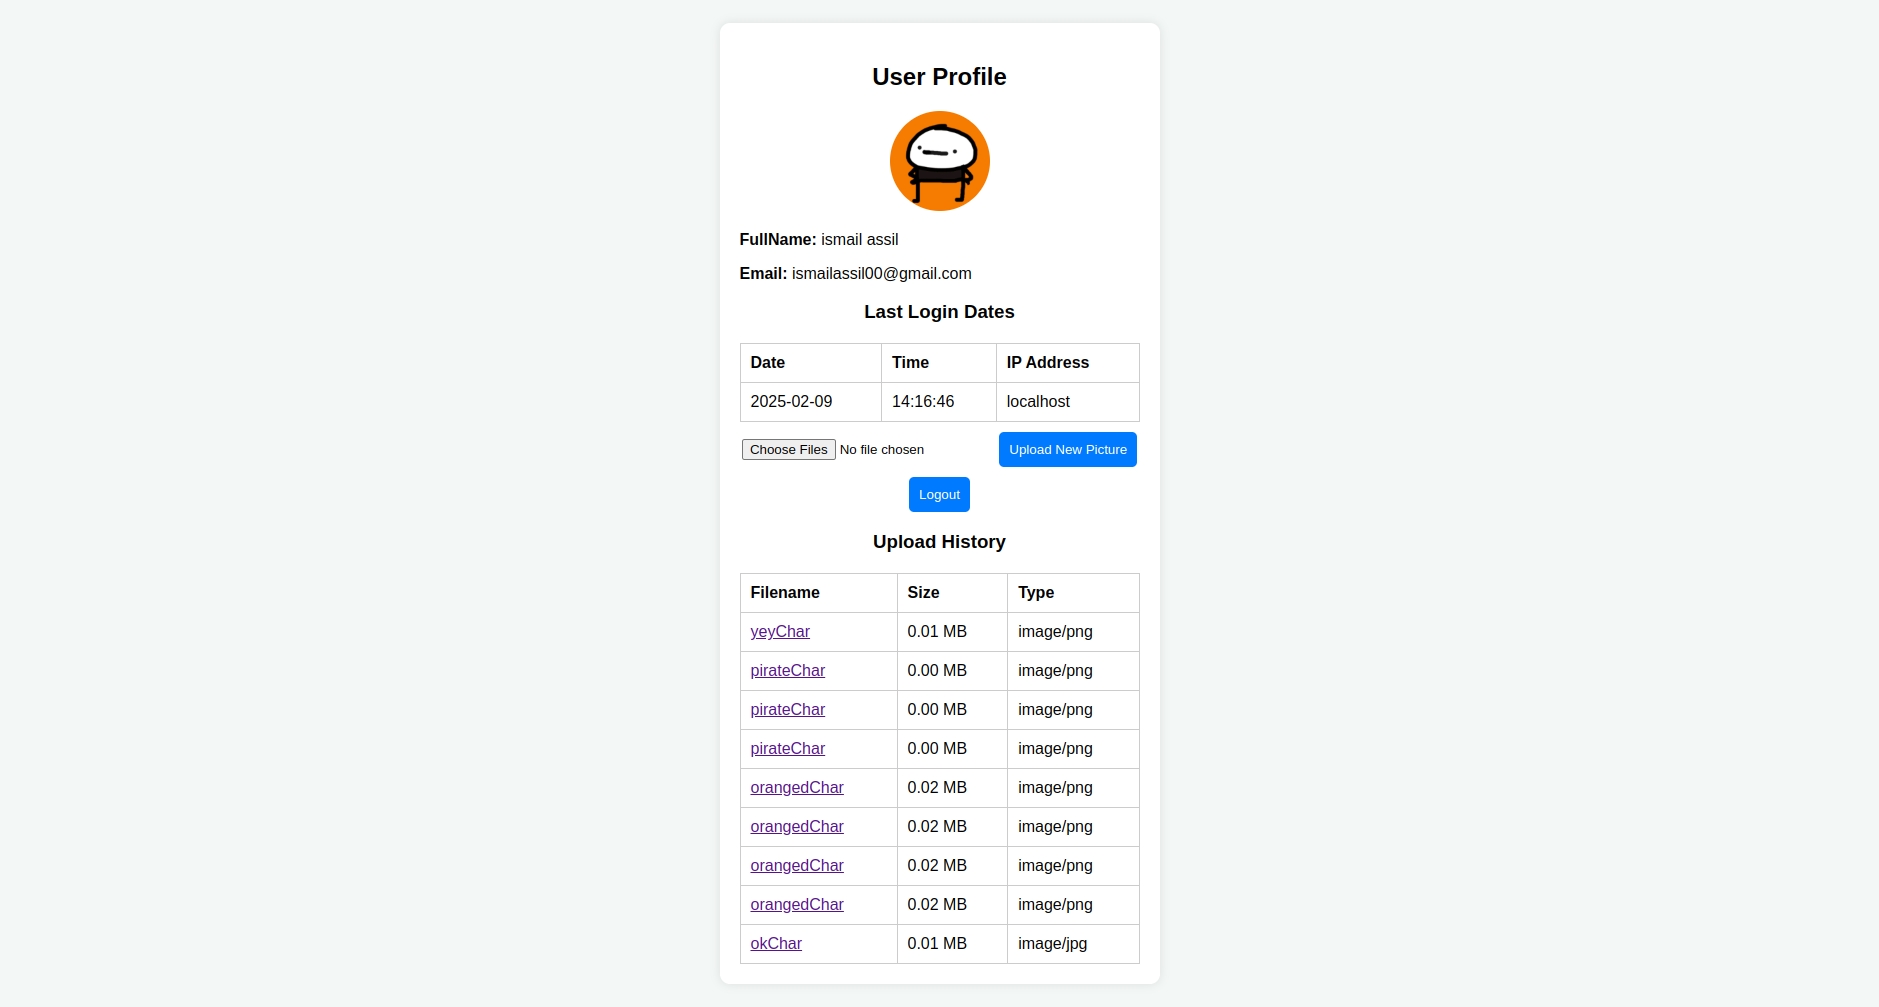 User Profile
FullName: ismail assil
Email: ismailassil00@gmail.com
Last Login Dates
Date Time IP Address
2025-02-09 14:16:46 localhost
Choose Files No file chosen Upload New Picture
Logout
Upload History
Filename Size Type
yeyChar 0.01 MB image/png
pirateChar 0.00 MB image/png
pirateChar 0.00 MB image/png
pirateChar 0.00 MB image/png
orangedChar 0.02 MB image/png
orangedChar 0.02 MB image/png
orangedChar 0.02 MB image/png
orangedChar 0.02 MB image/png
okChar 0.01 MB image/jpg